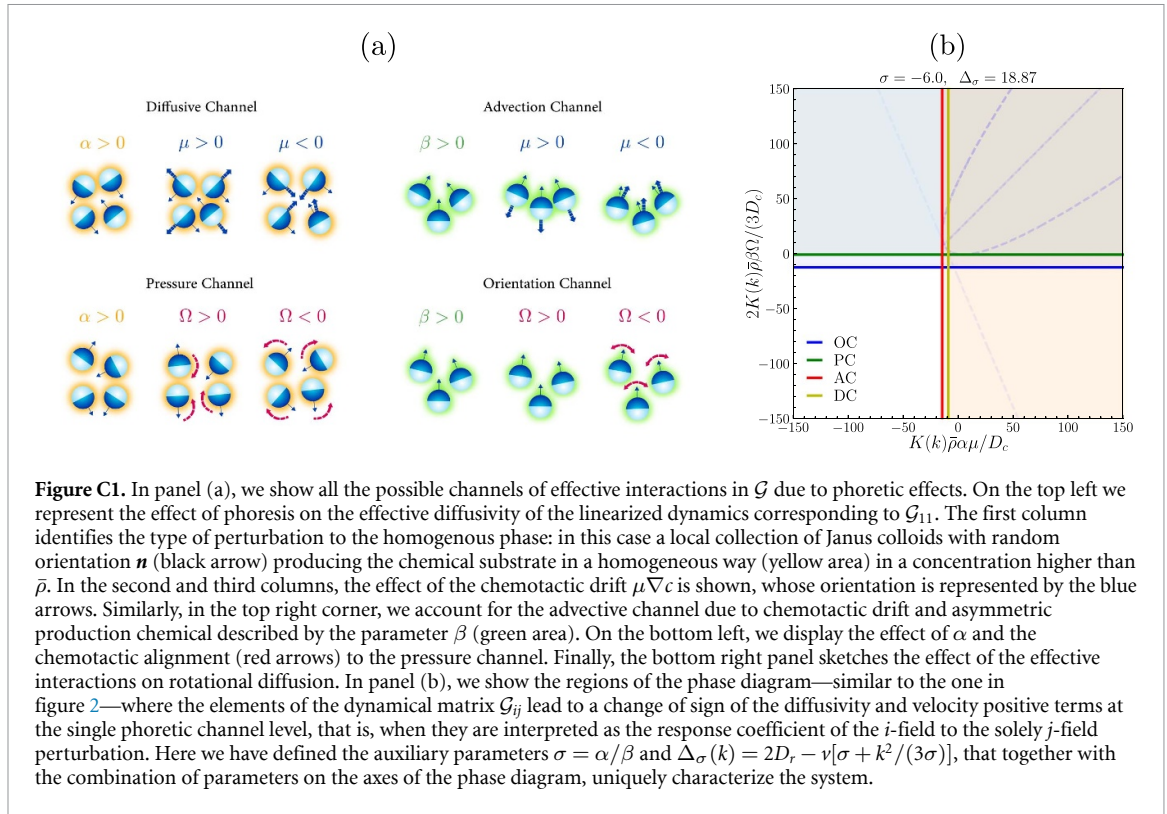 (a)
(b)
Diffusive Channel
α > 0
μ > 0
μ < 0
Advection Channel
β > 0
μ > 0
μ < 0
Pressure Channel
α > 0
Ω > 0
Ω < 0
Orientation Channel
β > 0
Ω > 0
Ω < 0
σ = −6.0, Δ_σ = 18.87
2K(k)ρ̄βΩ/(3D_c)
150
100
50
0
−50
−100
−150
OC
PC
AC
DC
−150 −100 −50 0 50 100 150
K(k)ρ̄αμ/D_c
Figure C1. In panel (a), we show all the possible channels of effective interactions in 𝒢 due to phoretic effects. On the top left we
represent the effect of phoresis on the effective diffusivity of the linearized dynamics corresponding to 𝒢₁₁. The first column
identifies the type of perturbation to the homogenous phase: in this case a local collection of Janus colloids with random
orientation n (black arrow) producing the chemical substrate in a homogeneous way (yellow area) in a concentration higher than
ρ̄. In the second and third columns, the effect of the chemotactic drift μ∇c is shown, whose orientation is represented by the blue
arrows. Similarly, in the top right corner, we account for the advective channel due to chemotactic drift and asymmetric
production chemical described by the parameter β (green area). On the bottom left, we display the effect of α and the
chemotactic alignment (red arrows) to the pressure channel. Finally, the bottom right panel sketches the effect of the effective
interactions on rotational diffusion. In panel (b), we show the regions of the phase diagram—similar to the one in
figure 2—where the elements of the dynamical matrix 𝒢_ij lead to a change of sign of the diffusivity and velocity positive terms at
the single phoretic channel level, that is, when they are interpreted as the response coefficient of the i-field to the solely j-field
perturbation. Here we have defined the auxiliary parameters σ = α/β and Δ_σ(k) = 2D_r − v[σ + k²/(3σ)], that together with
the combination of parameters on the axes of the phase diagram, uniquely characterize the system.